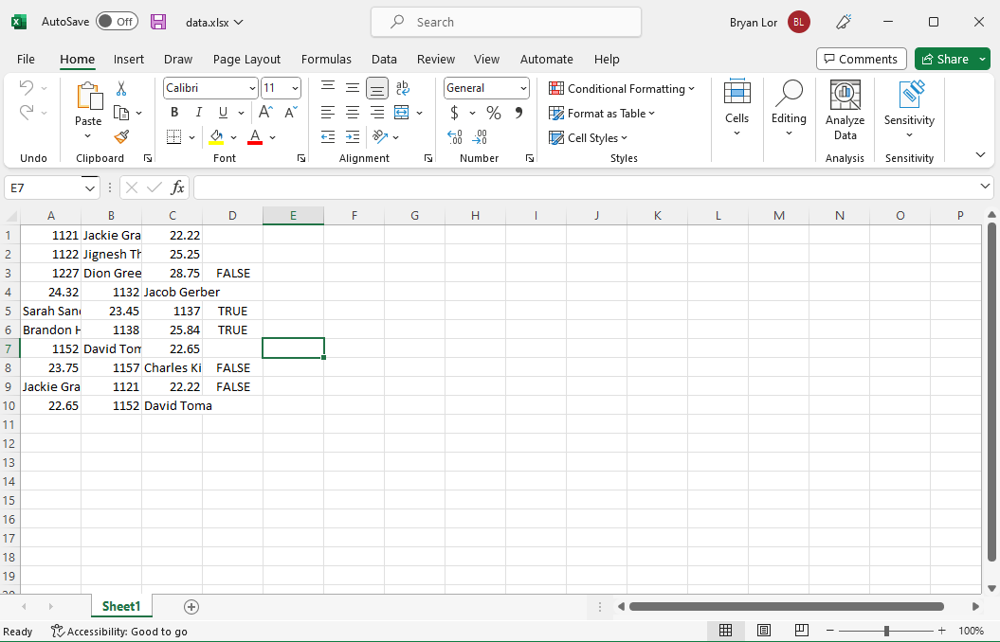 AutoSave Off data.xlsx Search Bryan Lor BL
File Home Insert Draw Page Layout Formulas Data Review View Automate Help Comments Share
Calibri 11 ab General Conditional Formatting
Paste B I U A A $ % , Format as Table Cells Editing Analyze Data Sensitivity
A Cell Styles
Undo Clipboard Font Alignment Number Styles Analysis Sensitivity
E7 fx
A B C D E F G H I J K L M N O P
1 1121 Jackie Gra 22.22
2 1122 Jignesh Th 25.25
3 1227 Dion Gree 28.75 FALSE
4 24.32 1132 Jacob Gerber
5 Sarah Sand 23.45 1137 TRUE
6 Brandon H 1138 25.84 TRUE
7 1152 David Tom 22.65
8 23.75 1157 Charles Ki FALSE
9 Jackie Gra 1121 22.22 FALSE
10 22.65 1152 David Toma
11
12
13
14
15
16
17
18
19
Sheet1
Ready Accessibility: Good to go 100%